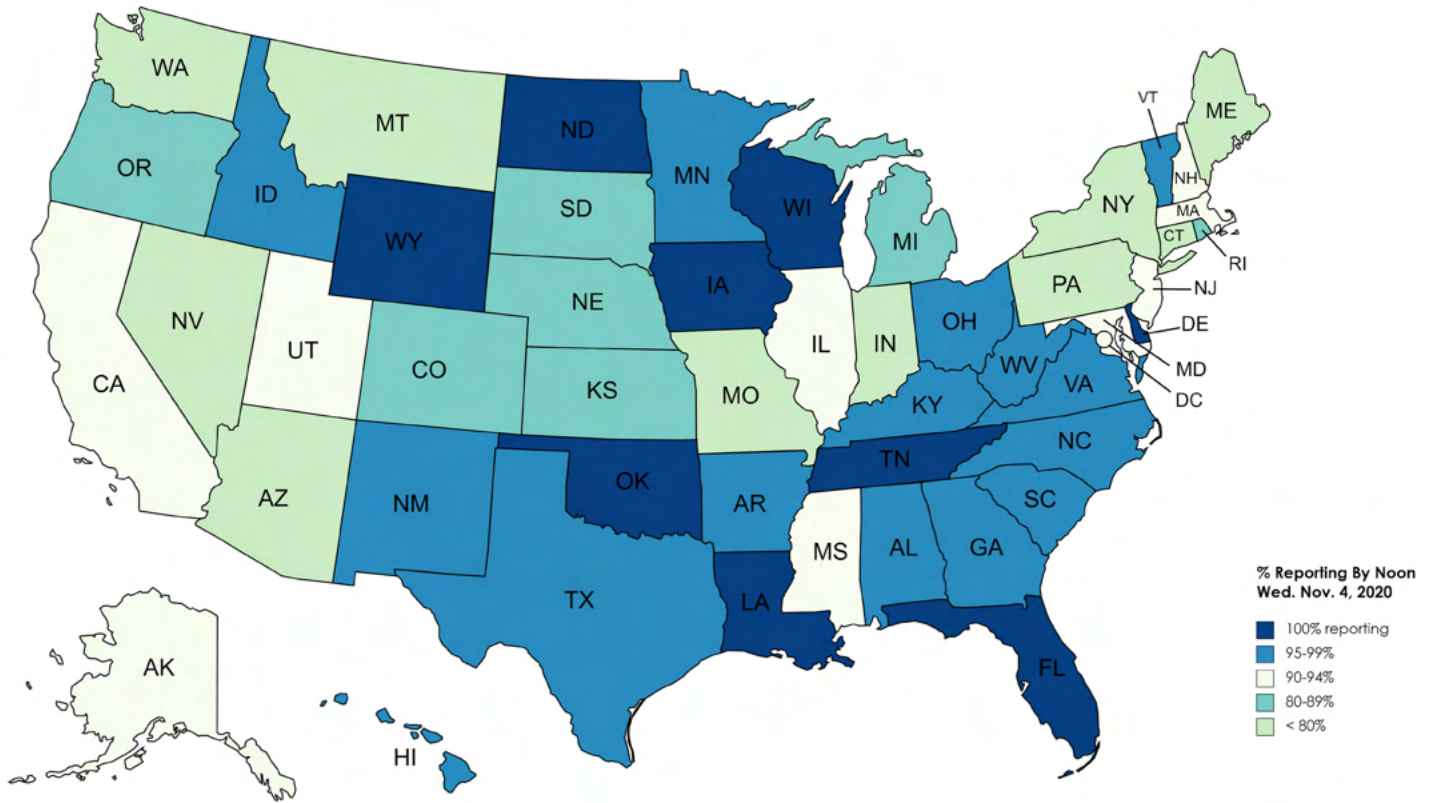 WA
MT
ND
MN
VT
ME
OR
ID
SD
WI
MI
NH
NY
MA
CT
RI
WY
IA
NE
PA
NJ
NV
UT
CO
IL
IN
OH
DE
CA
KS
MO
WV
MD
KY
VA
DC
AZ
NM
OK
AR
TN
NC
SC
MS
AL
GA
TX
LA
AK
HI
FL
% Reporting By Noon
Wed. Nov. 4, 2020
100% reporting
95-99%
90-94%
80-89%
< 80%